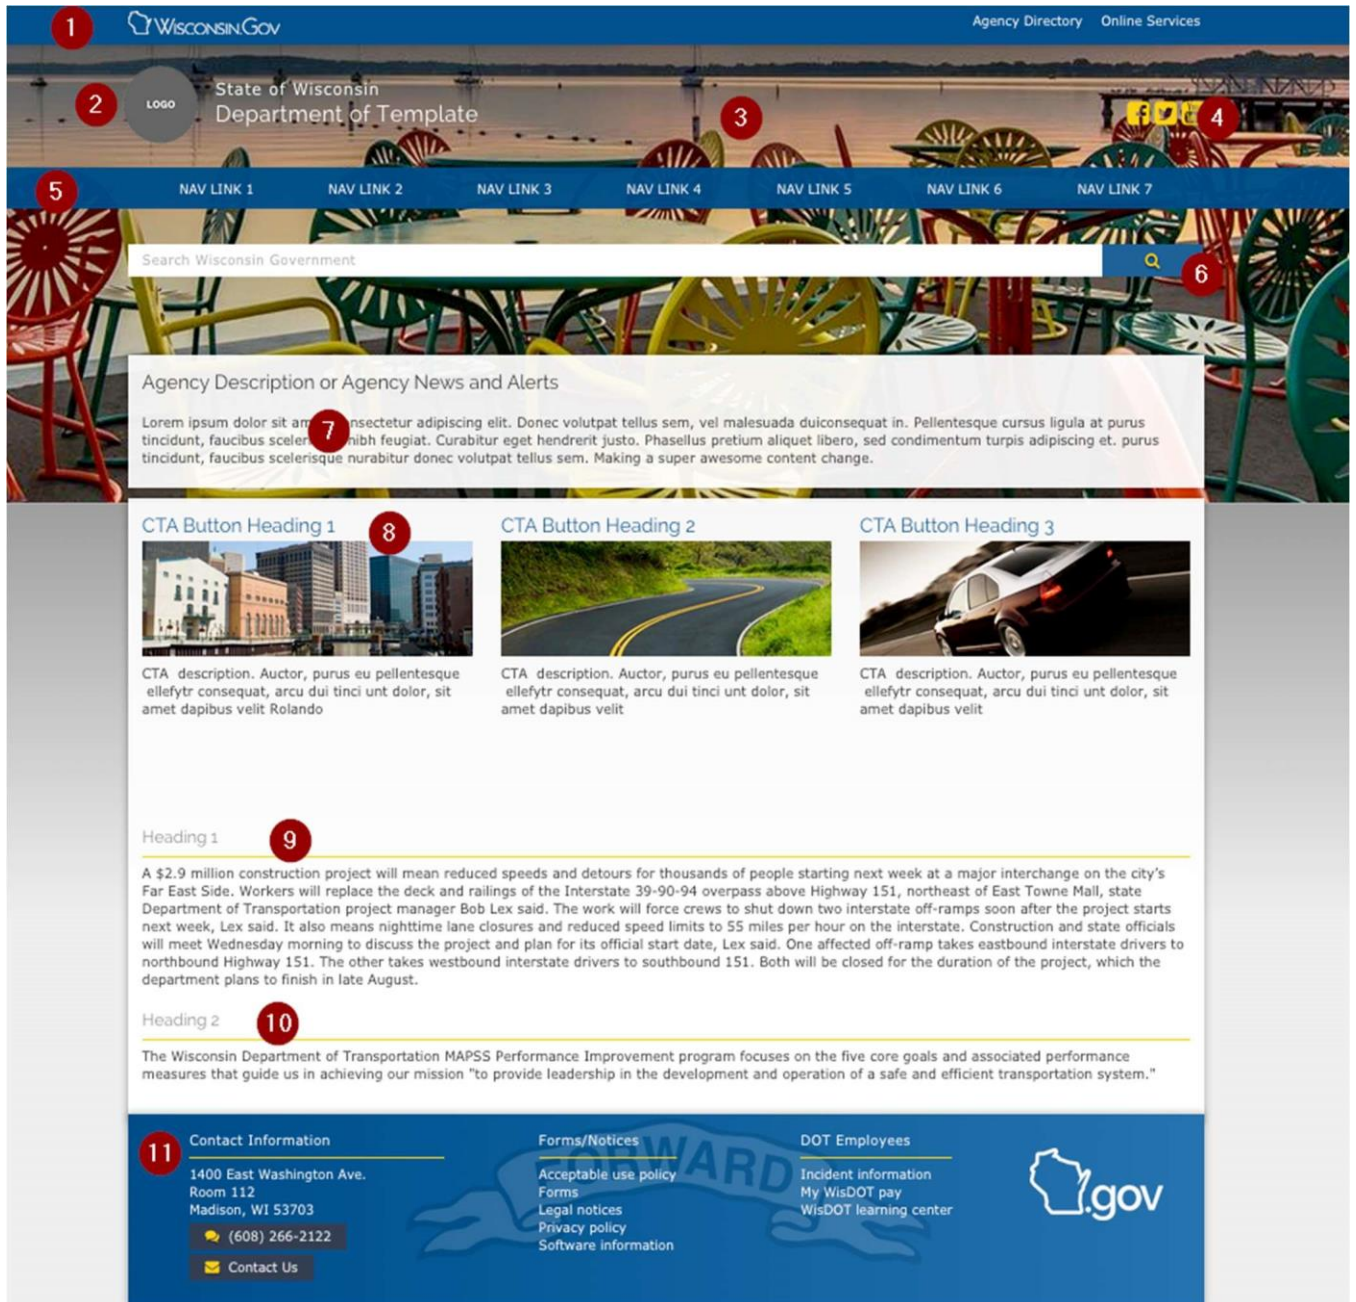 1
WISCONSIN.GOV
Agency Directory Online Services
2
LOGO
State of Wisconsin
Department of Template
3
4
5
NAV LINK 1 NAV LINK 2 NAV LINK 3 NAV LINK 4 NAV LINK 5 NAV LINK 6 NAV LINK 7
Search Wisconsin Government
6
Agency Description or Agency News and Alerts
Lorem ipsum dolor sit adipiscing elit. Donec volutpat tellus sem, vel malesuada duiconsequat in. Pellentesque cursus ligula at purus
7
tincidunt, faucibus nibh feugiat. Curabitur eget hendrerit justo. Phasellus pretium aliquet libero, sed condimentum turpis adipiscing et. purus
tincidunt, faucibus scelerisque nurabitur donec volutpat tellus sem. Making a super awesome content change.
CTA Button Heading 1
8
CTA description. Auctor, purus eu pellentesque
ellefytr consequat, arcu dui tinci unt dolor, sit
amet dapibus velit Rolando
CTA Button Heading 2
CTA description. Auctor, purus eu pellentesque
ellefytr consequat, arcu dui tinci unt dolor, sit
amet dapibus velit
CTA Button Heading 3
CTA description. Auctor, purus eu pellentesque
ellefytr consequat, arcu dui tinci unt dolor, sit
amet dapibus velit
Heading 1
9
A $2.9 million construction project will mean reduced speeds and detours for thousands of people starting next week at a major interchange on the city's
Far East Side. Workers will replace the deck and railings of the Interstate 39-90-94 overpass above Highway 151, northeast of East Towne Mall, state
Department of Transportation project manager Bob Lex said. The work will force crews to shut down two interstate off-ramps soon after the project starts
next week, Lex said. It also means nighttime lane closures and reduced speed limits to 55 miles per hour on the interstate. Construction and state officials
will meet Wednesday morning to discuss the project and plan for its official start date, Lex said. One affected off-ramp takes eastbound interstate drivers to
northbound Highway 151. The other takes westbound interstate drivers to southbound 151. Both will be closed for the duration of the project, which the
department plans to finish in late August.
Heading 2
10
The Wisconsin Department of Transportation MAPSS Performance Improvement program focuses on the five core goals and associated performance
measures that guide us in achieving our mission "to provide leadership in the development and operation of a safe and efficient transportation system."
11
Contact Information
1400 East Washington Ave.
Room 112
Madison, WI 53703
(608) 266-2122
Contact Us
FORWARD
Forms/Notices
Acceptable use policy
Forms
Legal notices
Privacy policy
Software information
DOT Employees
Incident information
My WisDOT pay
WisDOT learning center
.gov